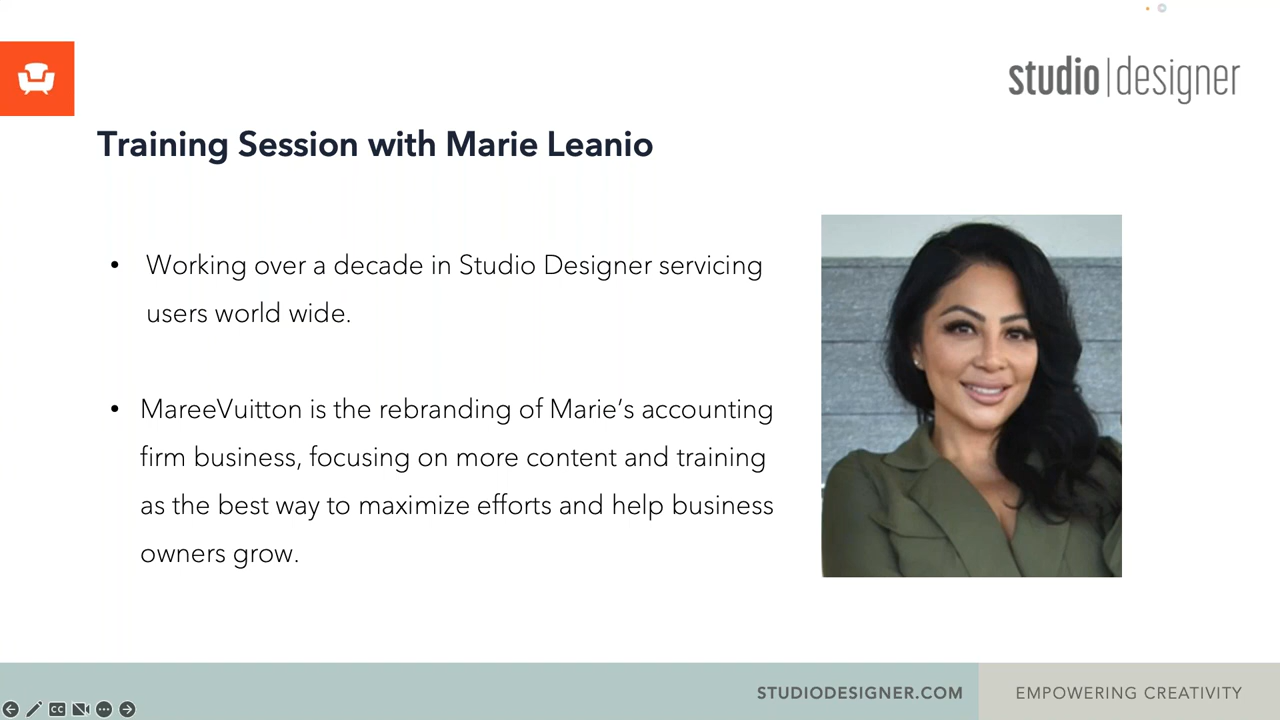 studio|designer
Training Session with Marie Leanio
• Working over a decade in Studio Designer servicing
users world wide.
• MareeVuitton is the rebranding of Marie’s accounting
firm business, focusing on more content and training
as the best way to maximize efforts and help business
owners grow.
STUDIODESIGNER.COM
EMPOWERING CREATIVITY
CC